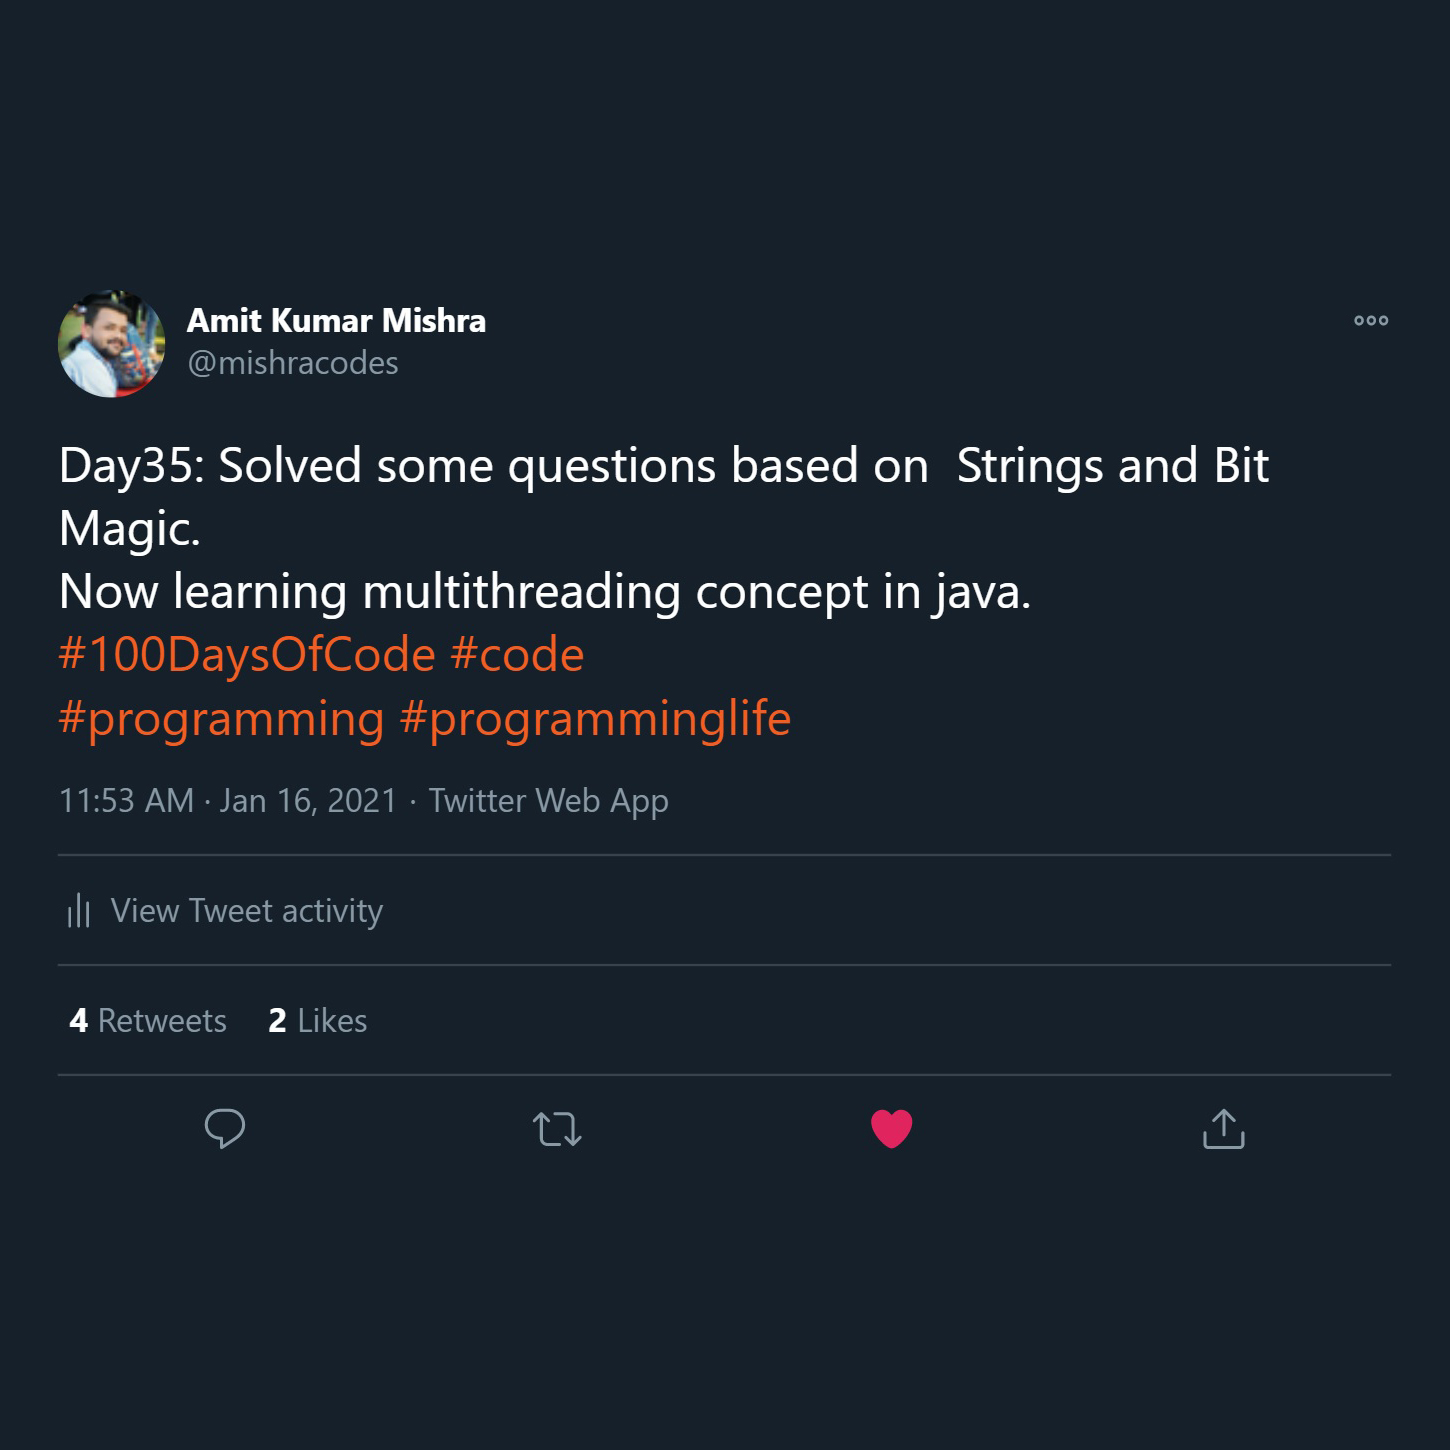 Amit Kumar Mishra
@mishracodes
Day35: Solved some questions based on  Strings and Bit
Magic.
Now learning multithreading concept in java.
#100DaysOfCode #code
#programming #programminglife
11:53 AM · Jan 16, 2021 · Twitter Web App
View Tweet activity
4 Retweets 2 Likes